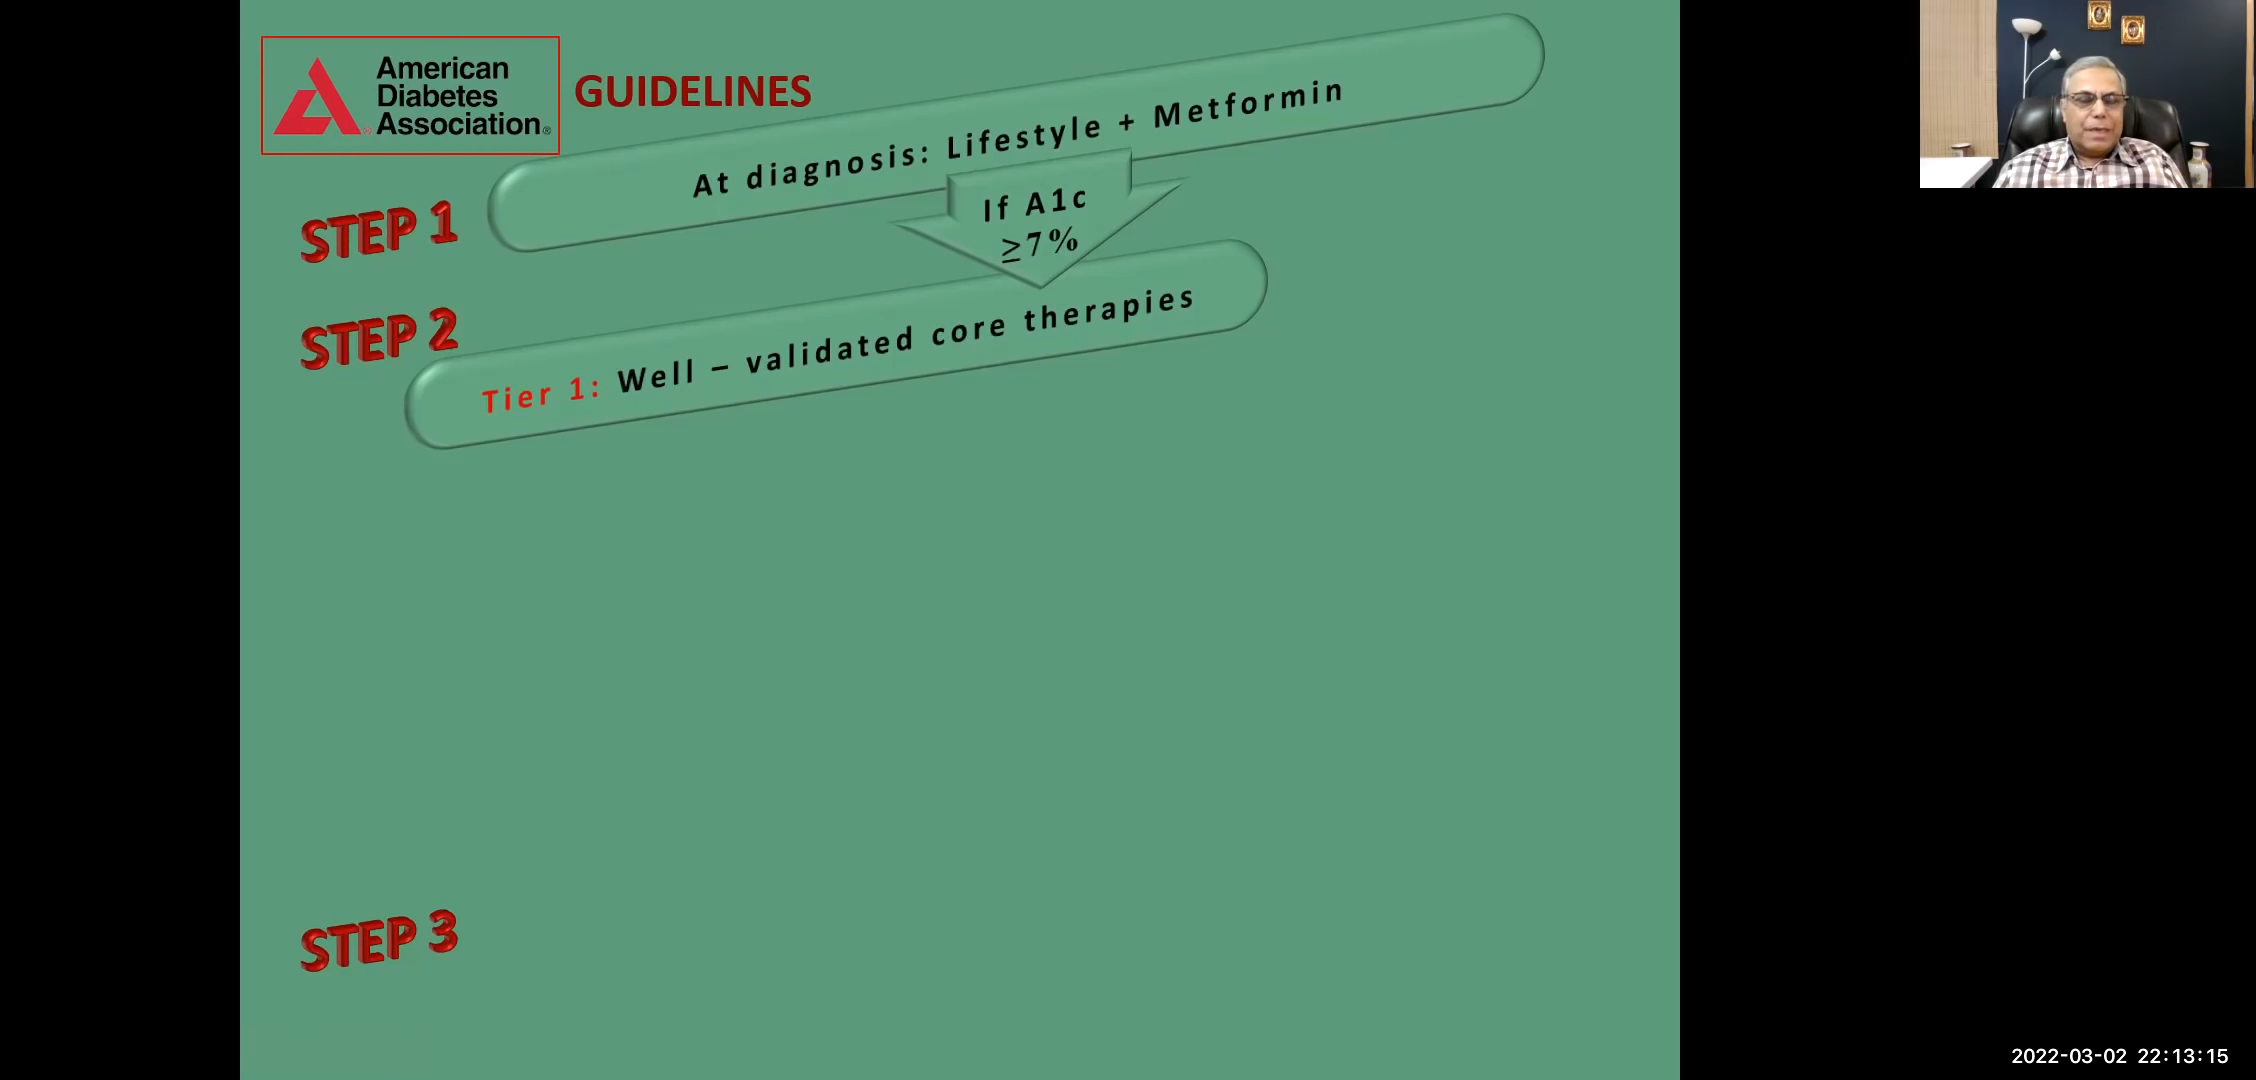 American
Diabetes
Association®
GUIDELINES
At diagnosis: Lifestyle + Metformin
STEP 1
If A1c
≥7%
STEP 2
Tier 1: Well – validated core therapies
STEP 3
2022-03-02 22:13:15